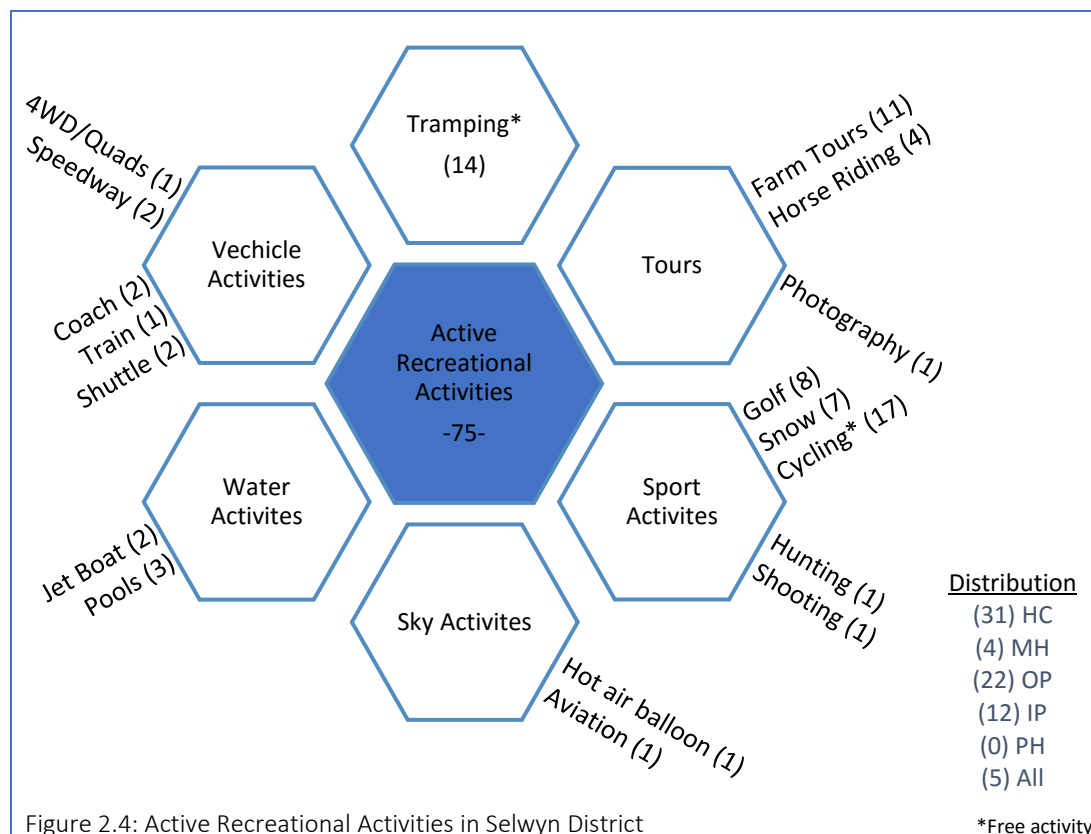 4WD/Quads (1)
Speedway (2)
Vechicle
Activities
Coach (2)
Train (1)
Shuttle (2)
Tramping*
(14)
Farm Tours (11)
Horse Riding (4)
Tours
Photography (1)
Active
Recreational
Activities
-75-
Golf (8)
Snow (7)
Cycling* (17)
Sport
Activites
Hunting (1)
Shooting (1)
Water
Activites
Jet Boat (2)
Pools (3)
Sky Activites
Hot air balloon (1)
Aviation (1)
Distribution
(31) HC
(4) MH
(22) OP
(12) IP
(0) PH
(5) All
Figure 2.4: Active Recreational Activities in Selwyn District
*Free activity